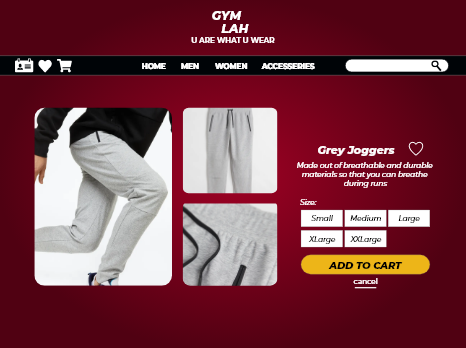 GYM
LAH
U ARE WHAT U WEAR
HOME MEN WOMEN ACCESSERIES
Grey Joggers
Made out of breathable and durable
materials so that you can breathe
during runs
Size:
Small Medium Large
XLarge XXLarge
ADD TO CART
cancel